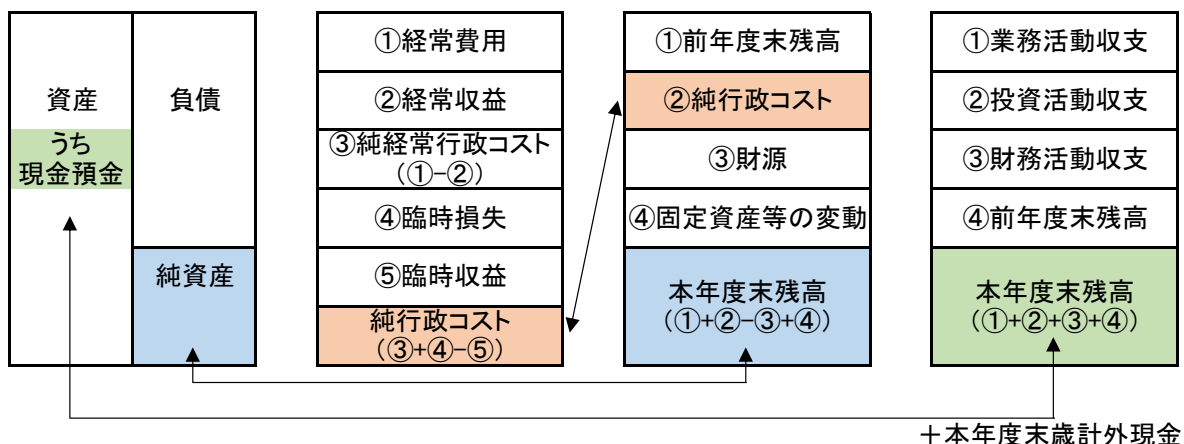 資産
うち
現金預金
負債
純資産
①経常費用
②経常収益
③純経常行政コスト
（①-②）
④臨時損失
⑤臨時収益
純行政コスト
（③+④-⑤）
①前年度末残高
②純行政コスト
③財源
④固定資産等の変動
本年度末残高
（①+②-③+④）
①業務活動収支
②投資活動収支
③財務活動収支
④前年度末残高
本年度末残高
（①+②+③+④）
＋本年度末歳計外現金